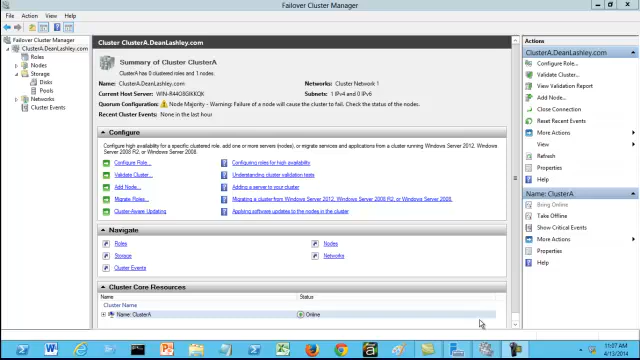 Failover Cluster Manager
File Action View Help
Failover Cluster Manager
ClusterA.DeanLashley.com
Roles
Nodes
Storage
Disks
Pools
Networks
Cluster Events
Cluster ClusterA.DeanLashley.com
Summary of Cluster ClusterA
ClusterA has 0 clustered roles and 1 nodes.
Name: ClusterA.DeanLashley.com
Networks: Cluster Network 1
Current Host Server: WIN-R44G8GKKQK
Subnets: 1 IPv4 and 0 IPv6
Quorum Configuration: Node Majority - Warning: Failure of a node will cause the cluster to fail. Check the status of the nodes.
Recent Cluster Events: None in the last hour
Configure
Configure high availability for a specific clustered role, add one or more servers (nodes), or migrate services and applications from a cluster running Windows Server 2012, Windows Server 2008 R2, or Windows Server 2008.
Configure Role...
Configuring roles for high availability
Validate Cluster...
Understanding cluster validation tests
Add Node...
Adding a server to your cluster
Migrate Roles...
Migrating a cluster from Windows Server 2012, Windows Server 2008 R2, or Windows Server 2008.
Cluster-Aware Updating
Applying software updates to the nodes in the cluster
Navigate
Roles
Nodes
Storage
Networks
Cluster Events
Cluster Core Resources
Name Status
Cluster Name
Name: ClusterA Online
Actions
ClusterA.DeanLashley.com
Configure Role...
Validate Cluster...
View Validation Report
Add Node...
Close Connection
Reset Recent Events
More Actions
View
Refresh
Properties
Help
Name: ClusterA
Bring Online
Take Offline
Show Critical Events
More Actions
Properties
Help
11:07 AM
4/13/2014